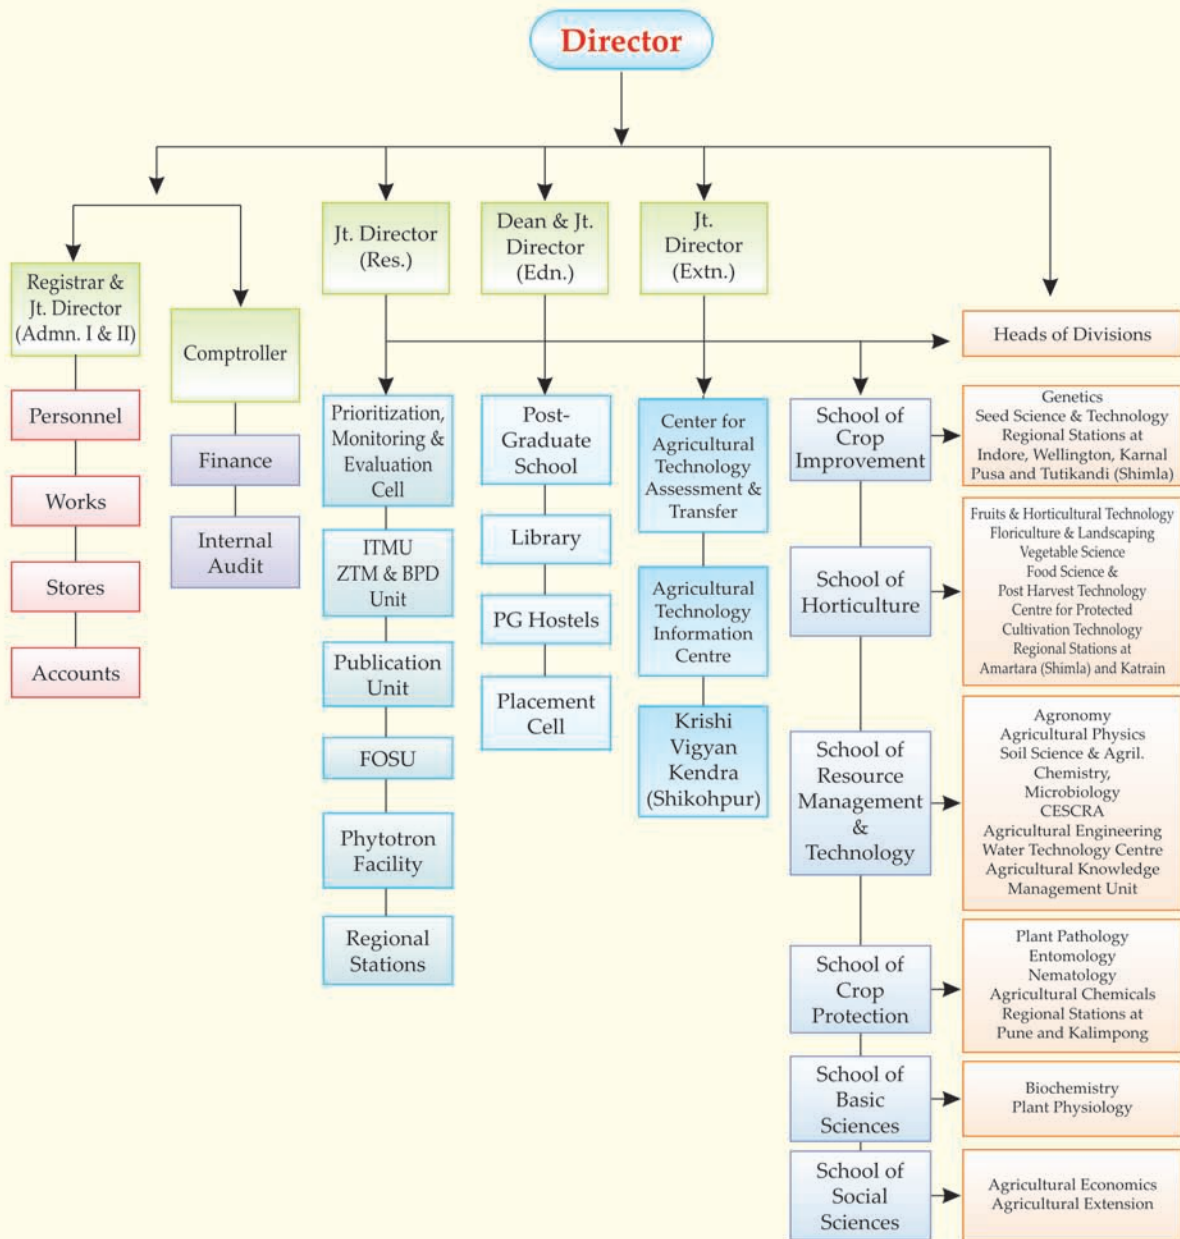 Director
Jt. Director
(Res.)
Dean & Jt.
Director
(Edn.)
Jt.
Director
(Extn.)
Registrar &
Jt. Director
(Admn. I & II)
Comptroller
Heads of Divisions
Personnel
Works
Stores
Accounts
Finance
Internal
Audit
Prioritization,
Monitoring &
Evaluation
Cell
ITMU
ZTM & BPD
Unit
Publication
Unit
FOSU
Phytotron
Facility
Regional
Stations
Post-
Graduate
School
Library
PG Hostels
Placement
Cell
Center for
Agricultural
Technology
Assessment &
Transfer
Agricultural
Technology
Information
Centre
Krishi
Vigyan
Kendra
(Shikohpur)
School of
Crop
Improvement
Genetics
Seed Science & Technology
Regional Stations at
Indore, Wellington, Karnal
Pusa and Tutikandi (Shimla)
School of
Horticulture
Fruits & Horticultural Technology
Floriculture & Landscaping
Vegetable Science
Food Science &
Post Harvest Technology
Centre for Protected
Cultivation Technology
Regional Stations at
Amartara (Shimla) and Katrain
School of
Resource
Management
&
Technology
Agronomy
Agricultural Physics
Soil Science & Agril.
Chemistry,
Microbiology
CESCRA
Agricultural Engineering
Water Technology Centre
Agricultural Knowledge
Management Unit
School of
Crop
Protection
Plant Pathology
Entomology
Nematology
Agricultural Chemicals
Regional Stations at
Pune and Kalimpong
School of
Basic
Sciences
Biochemistry
Plant Physiology
School of
Social
Sciences
Agricultural Economics
Agricultural Extension